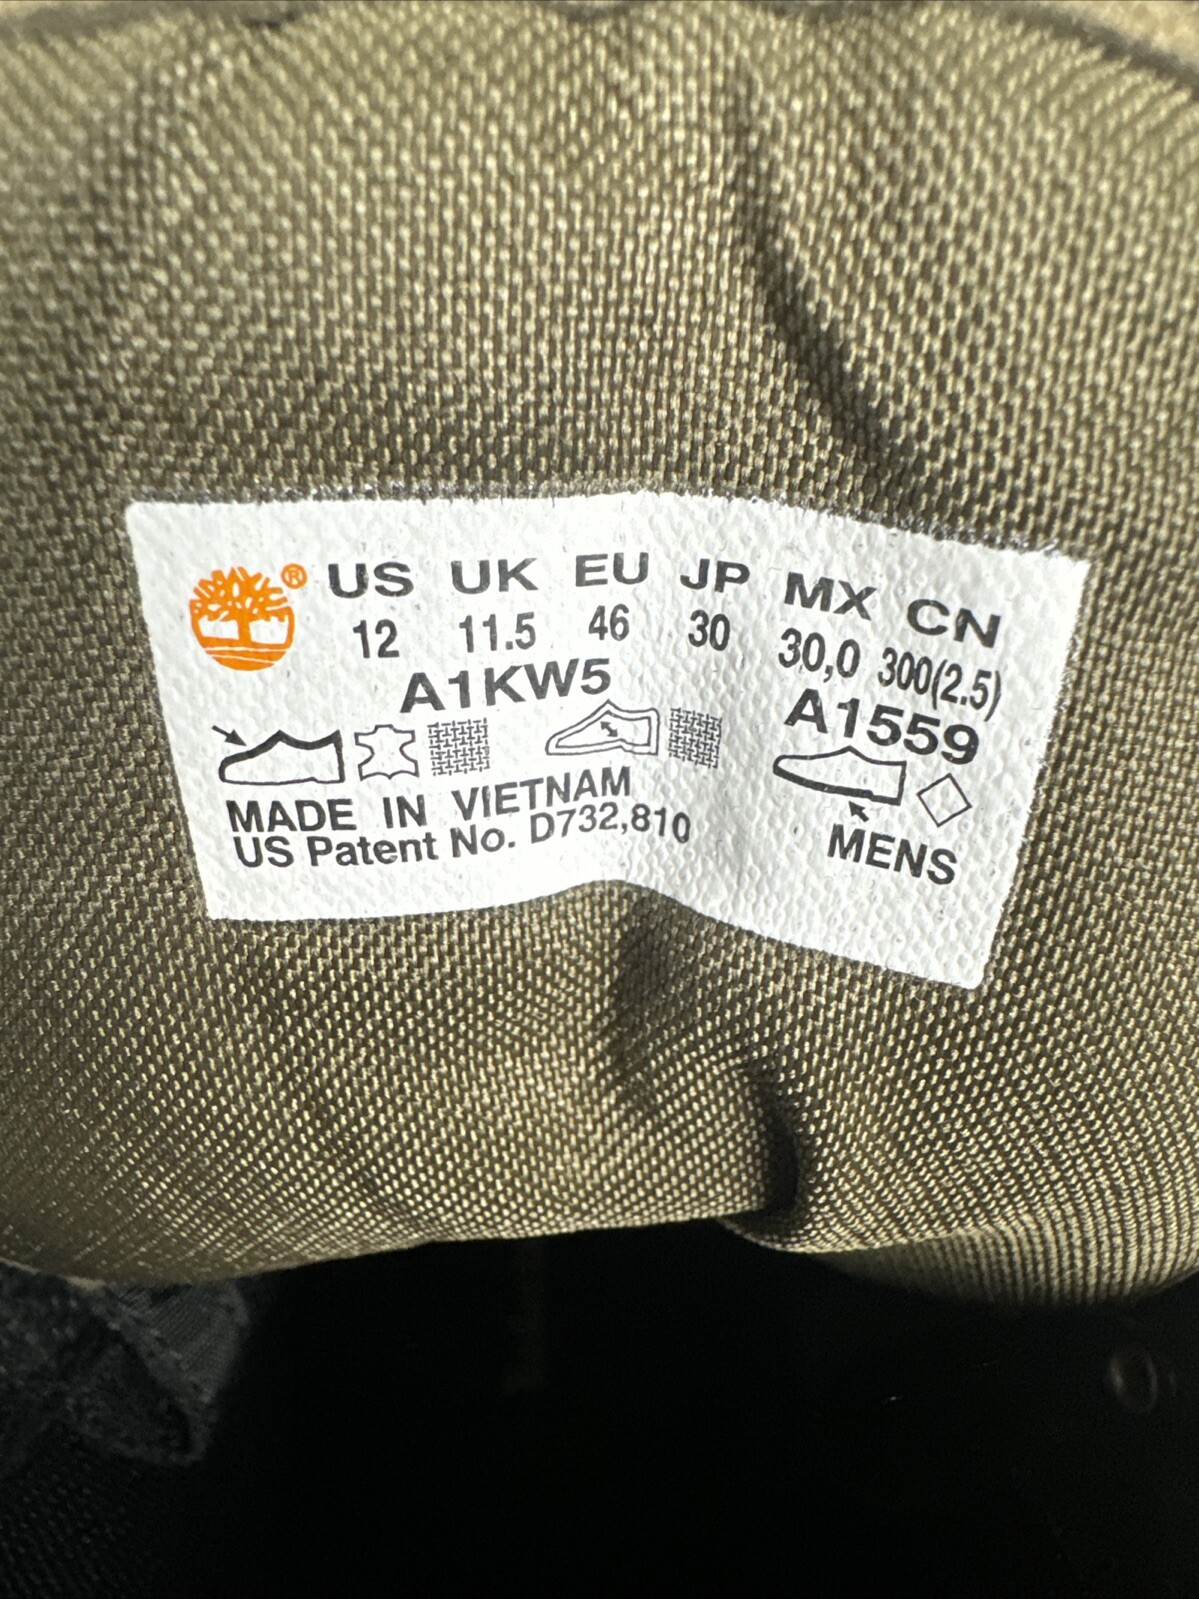 ® US UK EU JP MX CN
12 11.5 46 30 30,0 300(2.5)
A1KW5 A1559
MADE IN VIETNAM
US Patent No. D732,810
MENS